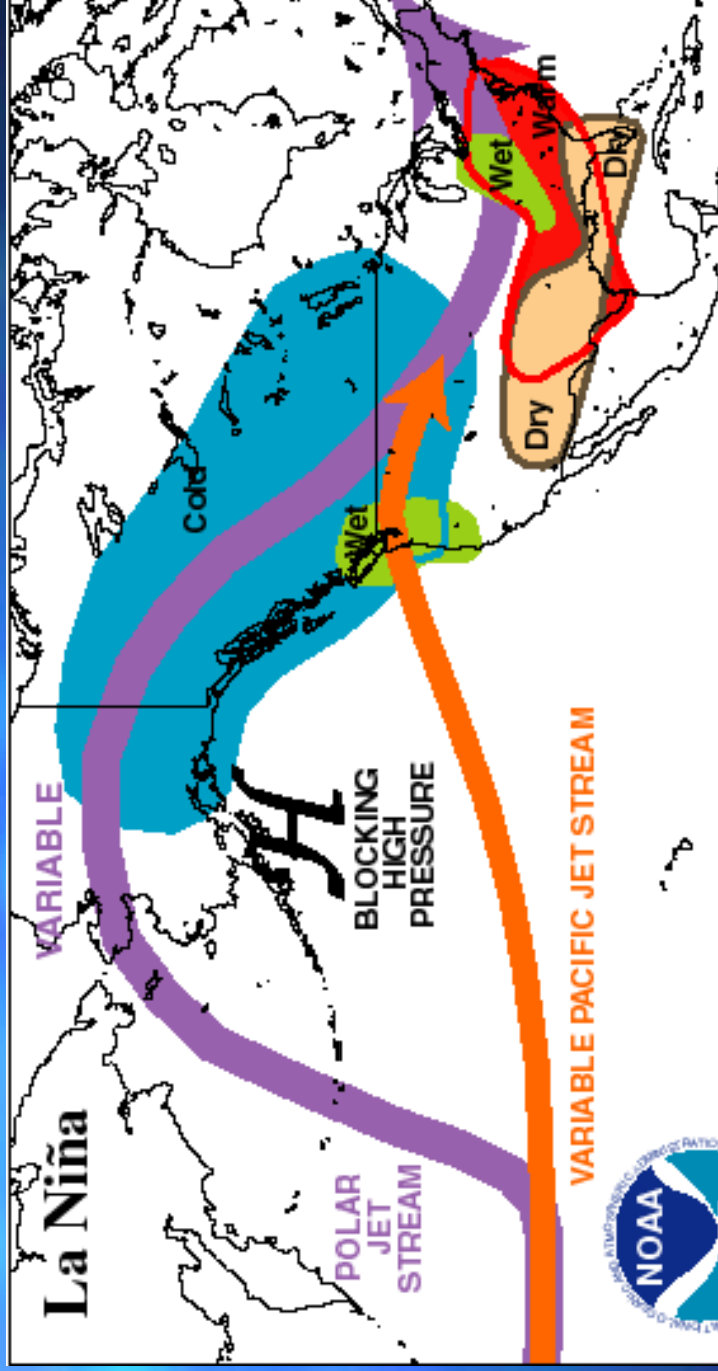 La Niña
VARIABLE
POLAR
JET
STREAM
Cold
BLOCKING
HIGH
PRESSURE
H
Wet
Wet
Warm
Dry
Dry
VARIABLE PACIFIC JET STREAM
NOAA